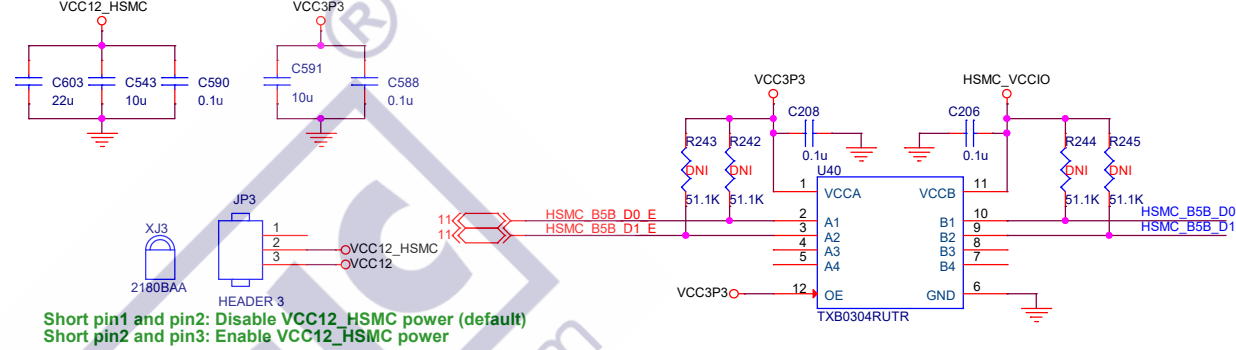 VCC12_HSMC
VCC3P3
C603
22u
C543
10u
C590
0.1u
C591
10u
C588
0.1u
®
VCC3P3
HSMC_VCCIO
C208
0.1u
C206
0.1u
R243
DNI
51.1K
R242
DNI
51.1K
R244
DNI
51.1K
R245
DNI
51.1K
U40
1 VCCA VCCB 11
2 A1 B1 10
3 A2 B2 9
4 A3 B3 8
5 A4 B4 7
12 OE GND 6
TXB0304RUTR
VCC3P3
11 HSMC_B5B_D0_E
11 HSMC_B5B_D1_E
HSMC_B5B_D0
HSMC_B5B_D1
JP3
1
2 VCC12_HSMC
3 VCC12
HEADER 3
XJ3
2180BAA
Short pin1 and pin2: Disable VCC12_HSMC power (default)
Short pin2 and pin3: Enable VCC12_HSMC power